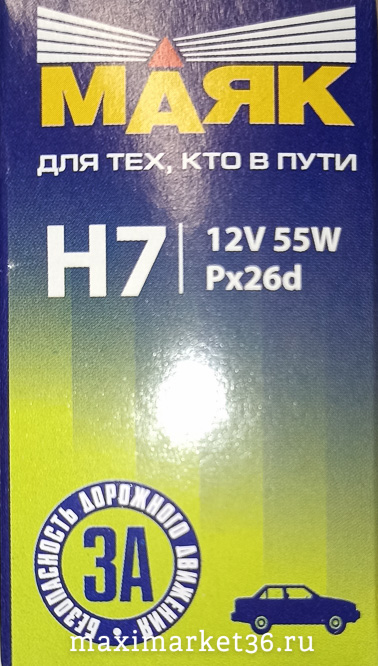 МАЯК
ДЛЯ ТЕХ, КТО В ПУТИ
H7
12V 55W
Px26d
БЕЗОПАСНОСТЬ ДОРОЖНОГО ДВИЖЕНИЯ
ЗА
maximarket36.ru